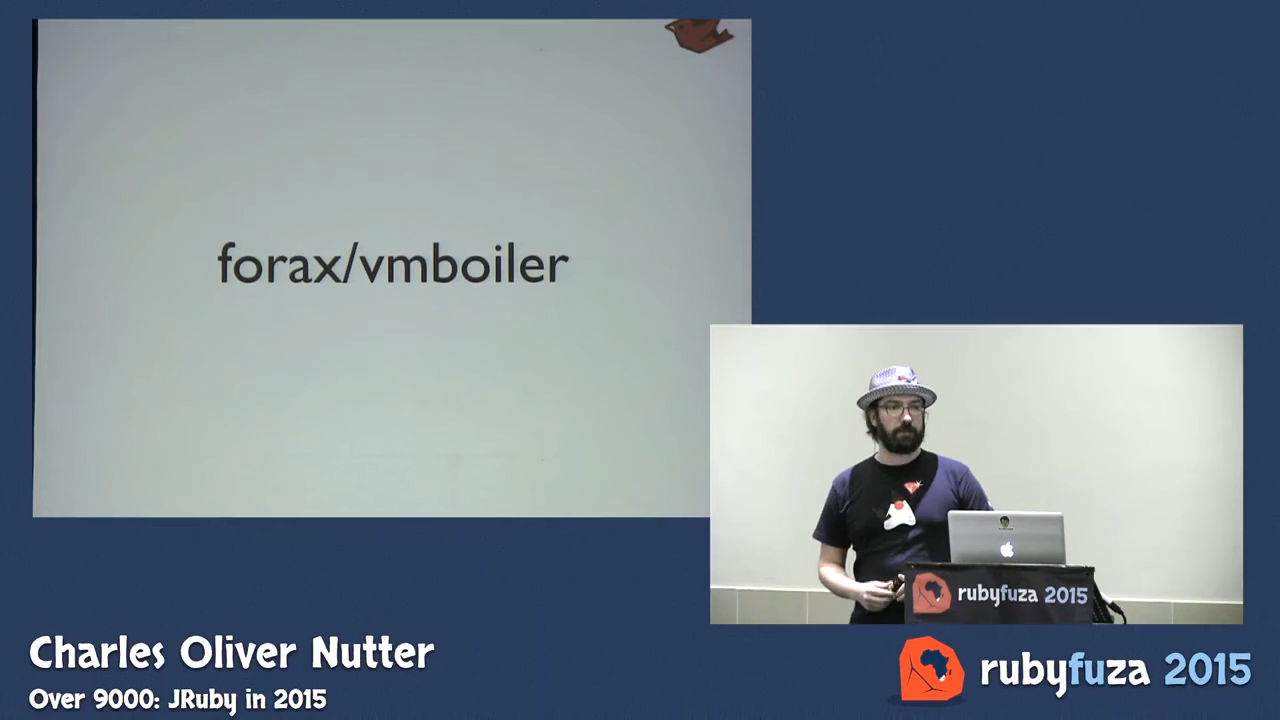 forax/vmboiler
rubyfuza 2015
Charles Oliver Nutter
Over 9000: JRuby in 2015
rubyfuza 2015